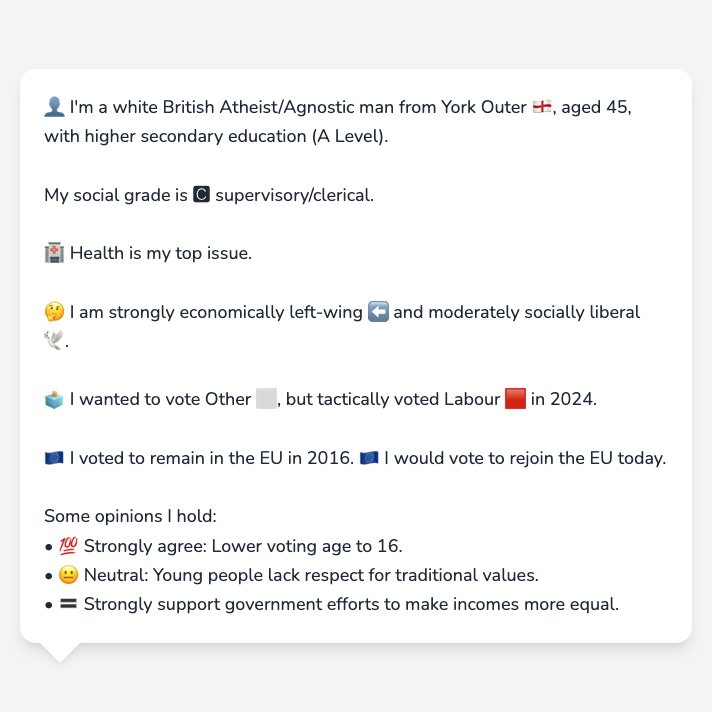 👤 I'm a white British Atheist/Agnostic man from York Outer 🏴󠁧󠁢󠁥󠁮󠁧󠁿, aged 45,
with higher secondary education (A Level).
My social grade is 🅲 supervisory/clerical.
🏥 Health is my top issue.
🤔 I am strongly economically left-wing ⬅️ and moderately socially liberal
🕊️.
🗳️ I wanted to vote Other ⬜, but tactically voted Labour 🟥 in 2024.
🇪🇺 I voted to remain in the EU in 2016. 🇪🇺 I would vote to rejoin the EU today.
Some opinions I hold:
• 💯 Strongly agree: Lower voting age to 16.
• 😐 Neutral: Young people lack respect for traditional values.
• 🟰 Strongly support government efforts to make incomes more equal.